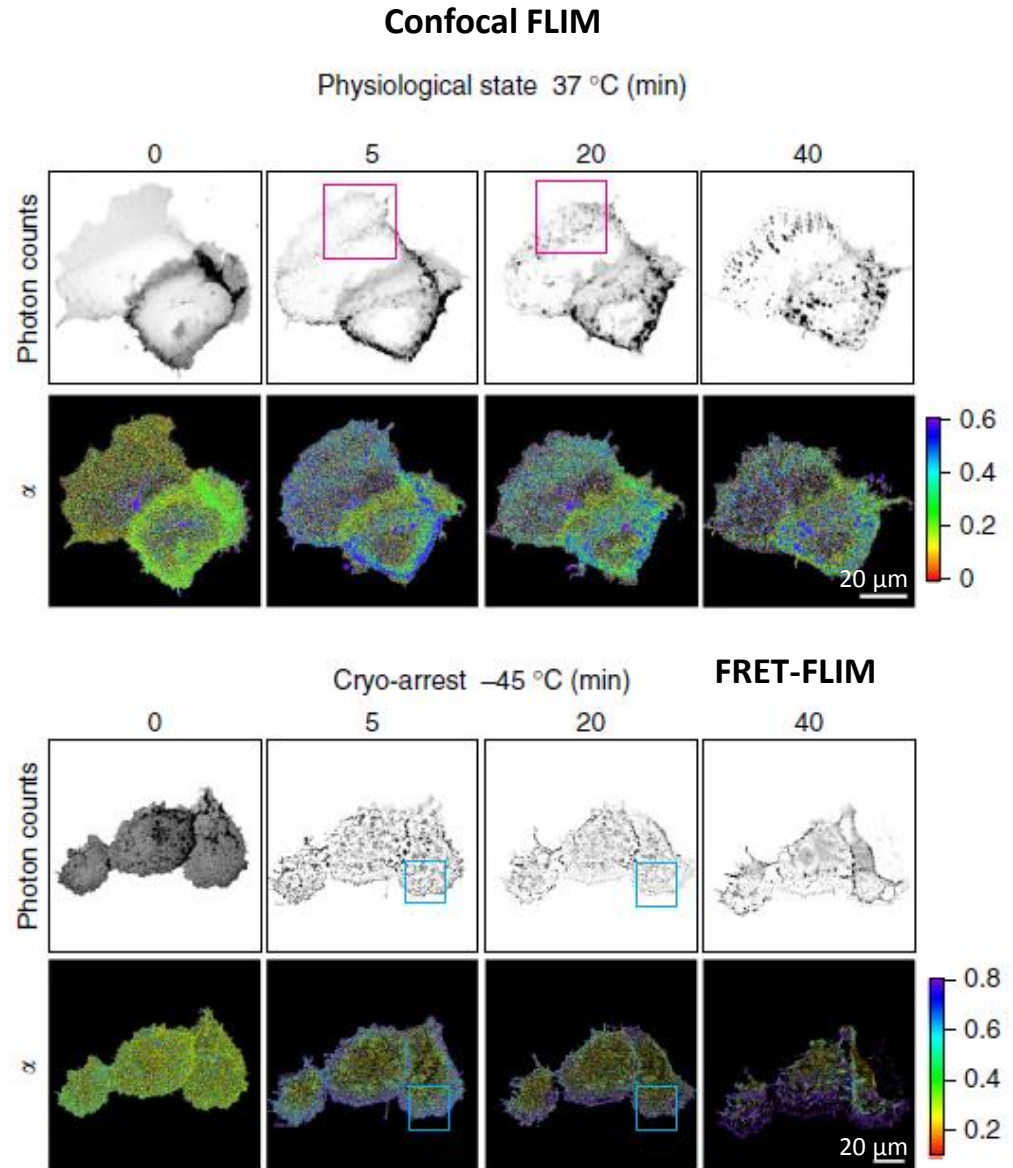 Confocal FLIM
Physiological state 37 °C (min)
0 5 20 40
Photon counts
α
0.6
0.4
0.2
0
20 μm
Cryo-arrest –45 °C (min)
FRET-FLIM
0 5 20 40
Photon counts
α
0.8
0.6
0.4
0.2
20 μm